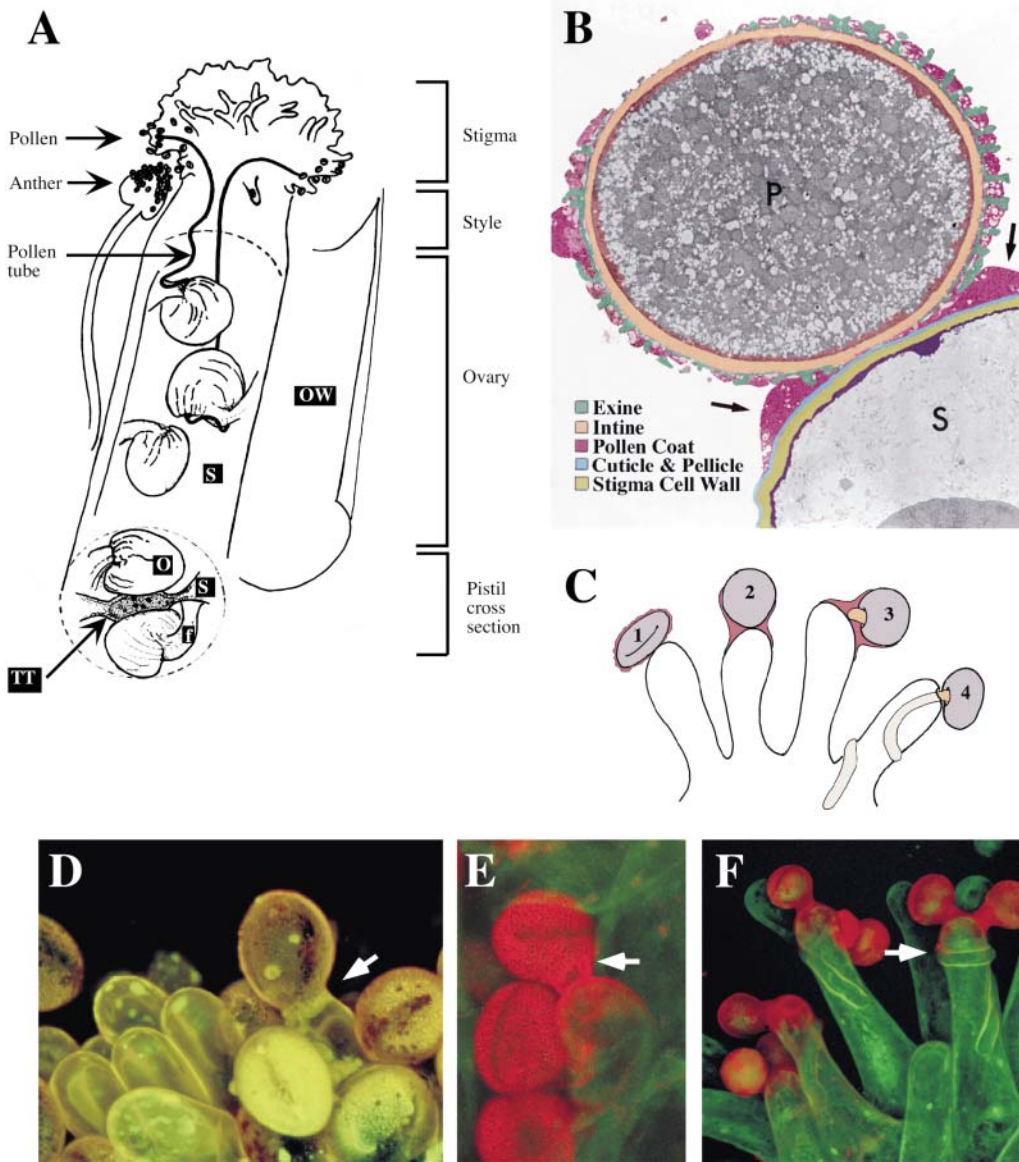 A
Pollen
Anther
Pollen
tube
Stigma
Style
Ovary
OW
S
O
S
f
TT
Pistil
cross
section
B
P
S
Exine
Intine
Pollen Coat
Cuticle & Pellicle
Stigma Cell Wall
C
1
2
3
4
D
E
F